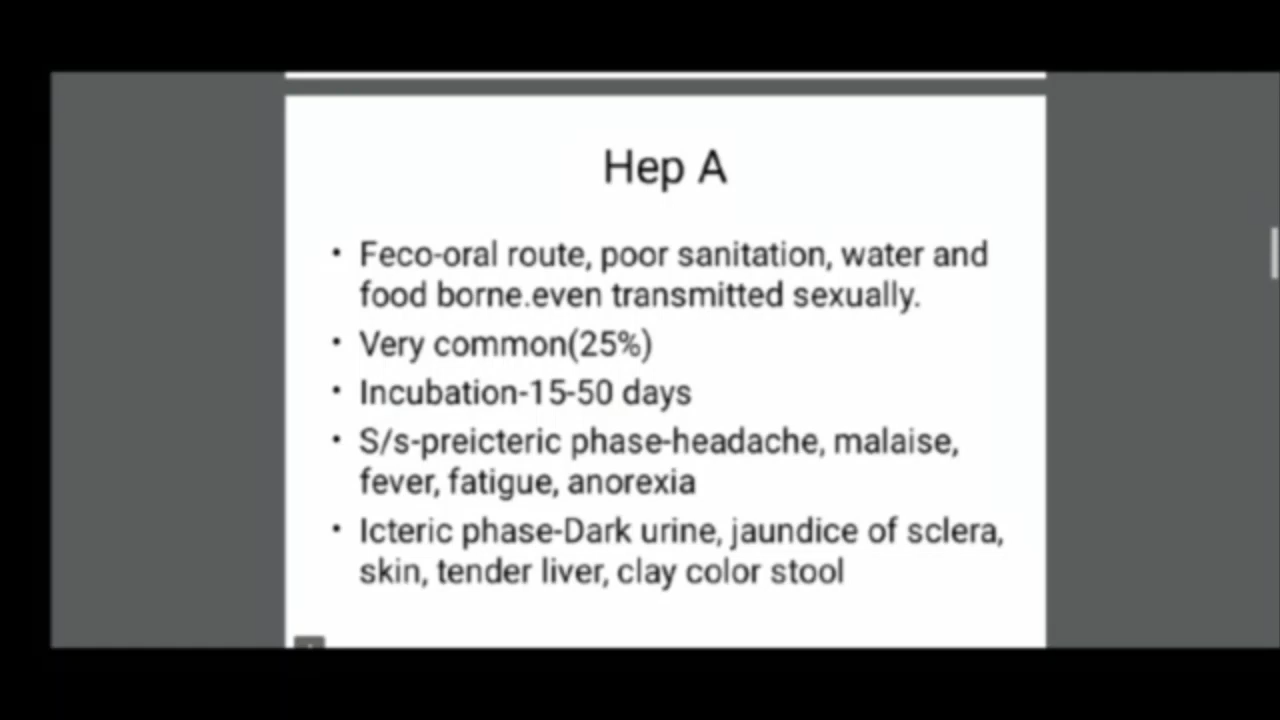 Hep A
• Feco-oral route, poor sanitation, water and
food borne.even transmitted sexually.
• Very common(25%)
• Incubation-15-50 days
• S/s-preicteric phase-headache, malaise,
fever, fatigue, anorexia
• Icteric phase-Dark urine, jaundice of sclera,
skin, tender liver, clay color stool